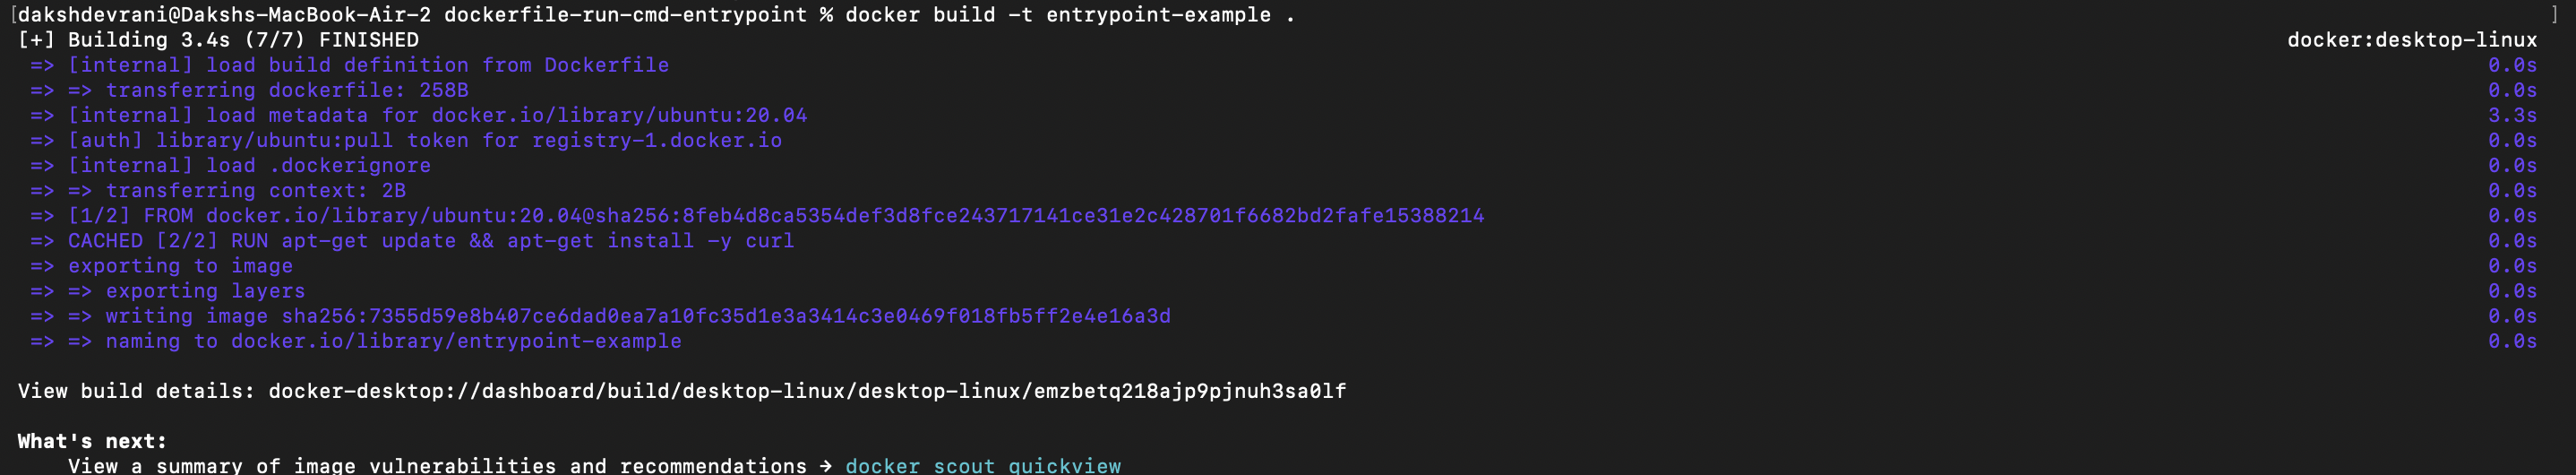 [dakshdevrani@Dakshs-MacBook-Air-2 dockerfile-run-cmd-entrypoint % docker build -t entrypoint-example . ]
[+] Building 3.4s (7/7) FINISHED docker:desktop-linux
=> [internal] load build definition from Dockerfile 0.0s
=> => transferring dockerfile: 258B 0.0s
=> [internal] load metadata for docker.io/library/ubuntu:20.04 3.3s
=> [auth] library/ubuntu:pull token for registry-1.docker.io 0.0s
=> [internal] load .dockerignore 0.0s
=> => transferring context: 2B 0.0s
=> [1/2] FROM docker.io/library/ubuntu:20.04@sha256:8feb4d8ca5354def3d8fce243717141ce31e2c428701f6682bd2fafe15388214 0.0s
=> CACHED [2/2] RUN apt-get update && apt-get install -y curl 0.0s
=> exporting to image 0.0s
=> => exporting layers 0.0s
=> => writing image sha256:7355d59e8b407ce6dad0ea7a10fc35d1e3a3414c3e0469f018fb5ff2e4e16a3d 0.0s
=> => naming to docker.io/library/entrypoint-example 0.0s
View build details: docker-desktop://dashboard/build/desktop-linux/desktop-linux/emzbetq218ajp9pjnuh3sa0lf
What's next:
View a summary of image vulnerabilities and recommendations → docker scout quickview